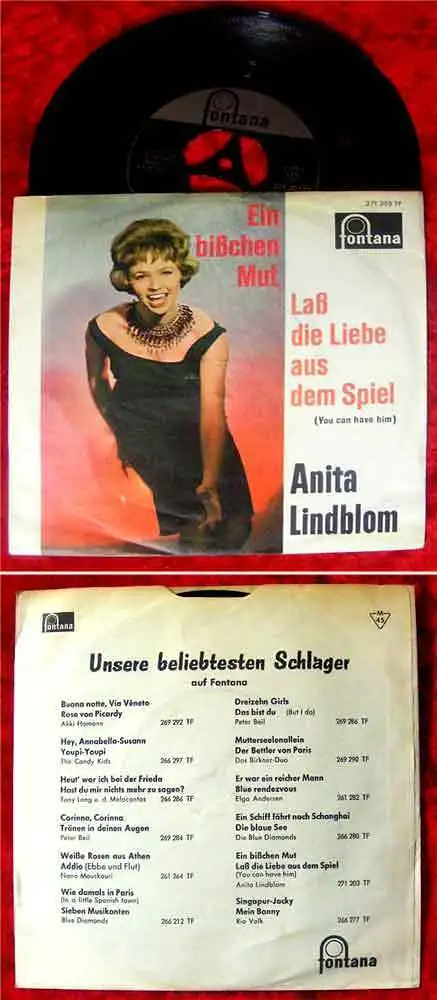 fontana
271 203 TF
fontana
Ein
bißchen
Mut
Laß
die Liebe
aus
dem Spiel
(You can have him)
Anita
Lindblom
fontana
M
45
Unsere beliebtesten Schlager
auf Fontana
Buona notte, Via Véneto
Rose von Picardy
Akki Hamann 269 292 TF
Hey, Annabella-Susann
Youpi-Youpi
The Candy Kids 266 297 TF
Heut' war ich bei der Frieda
Hast du mir nichts mehr zu sagen?
Tony Lang u. d. Melocantos 266 286 TF
Corinna, Corinna
Tränen in deinen Augen
Peter Beil 269 284 TF
Weiße Rosen aus Athen
Addio (Ebbe und Flut)
Nana Mouskouri 261 264 TF
Wie damals in Paris
(In a little Spanish town)
Sieben Musikanten
Blue Diamonds 266 212 TF
Dreizehn Girls
Das bist du (But I do)
Peter Beil 269 286 TF
Mutterseelenallein
Der Bettler von Paris
Das Birkner-Duo 269 290 TF
Er war ein reicher Mann
Blue rendezvous
Elga Andersen 261 282 TF
Ein Schiff fährt nach Schanghai
Die blaue See
Die Blue Diamonds 266 280 TF
Ein bißchen Mut
Laß die Liebe aus dem Spiel
(You can have him)
Anita Lindblom 271 203 TF
Singapur-Jacky
Mein Bonny
Ria Valk 266 277 TF
fontana